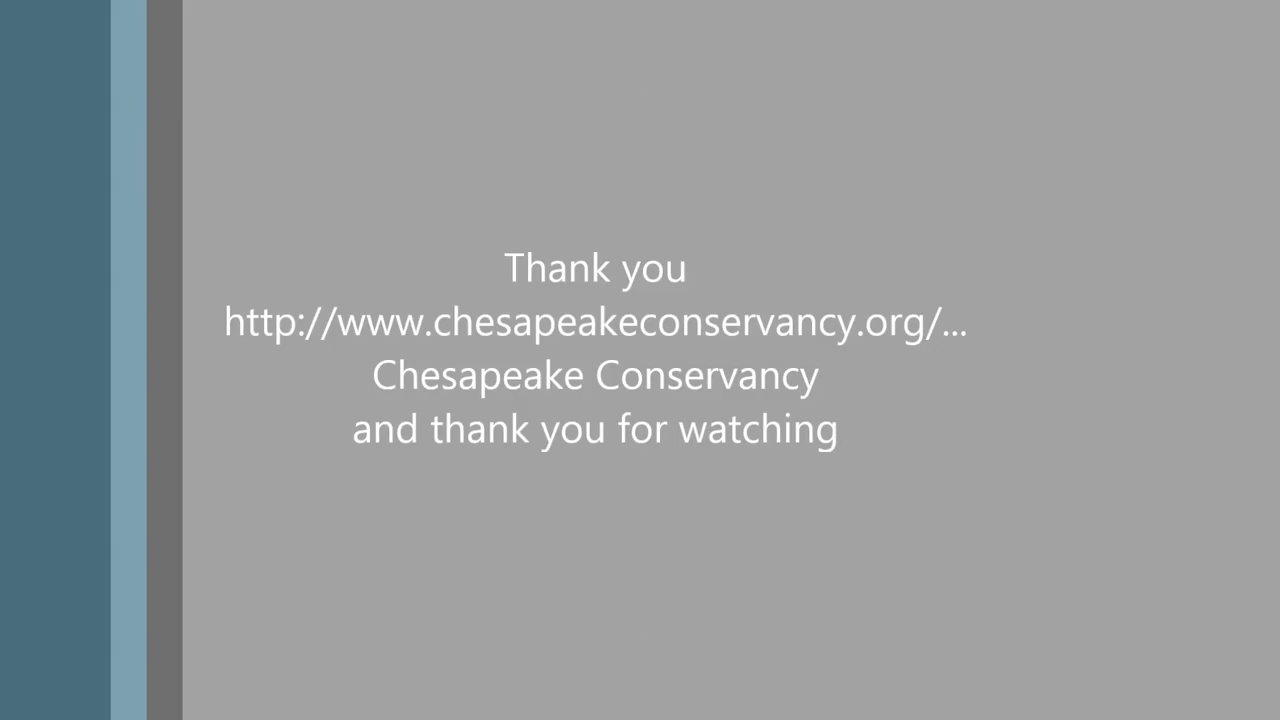 Thank you
http://www.chesapeakeconservancy.org/...
Chesapeake Conservancy
and thank you for watching